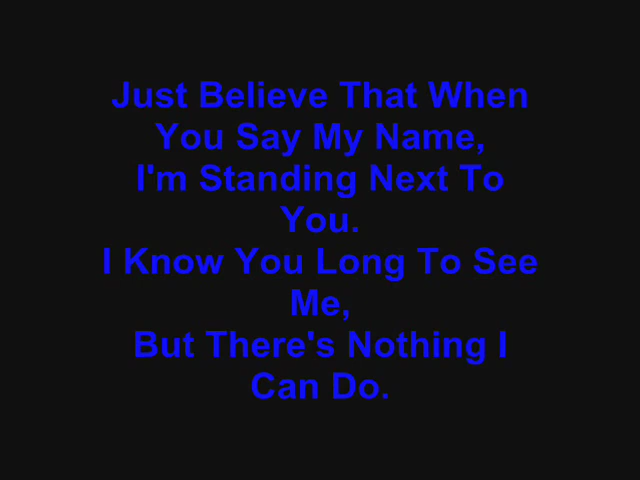 Just Believe That When
You Say My Name,
I'm Standing Next To
You.
I Know You Long To See
Me,
But There's Nothing I
Can Do.